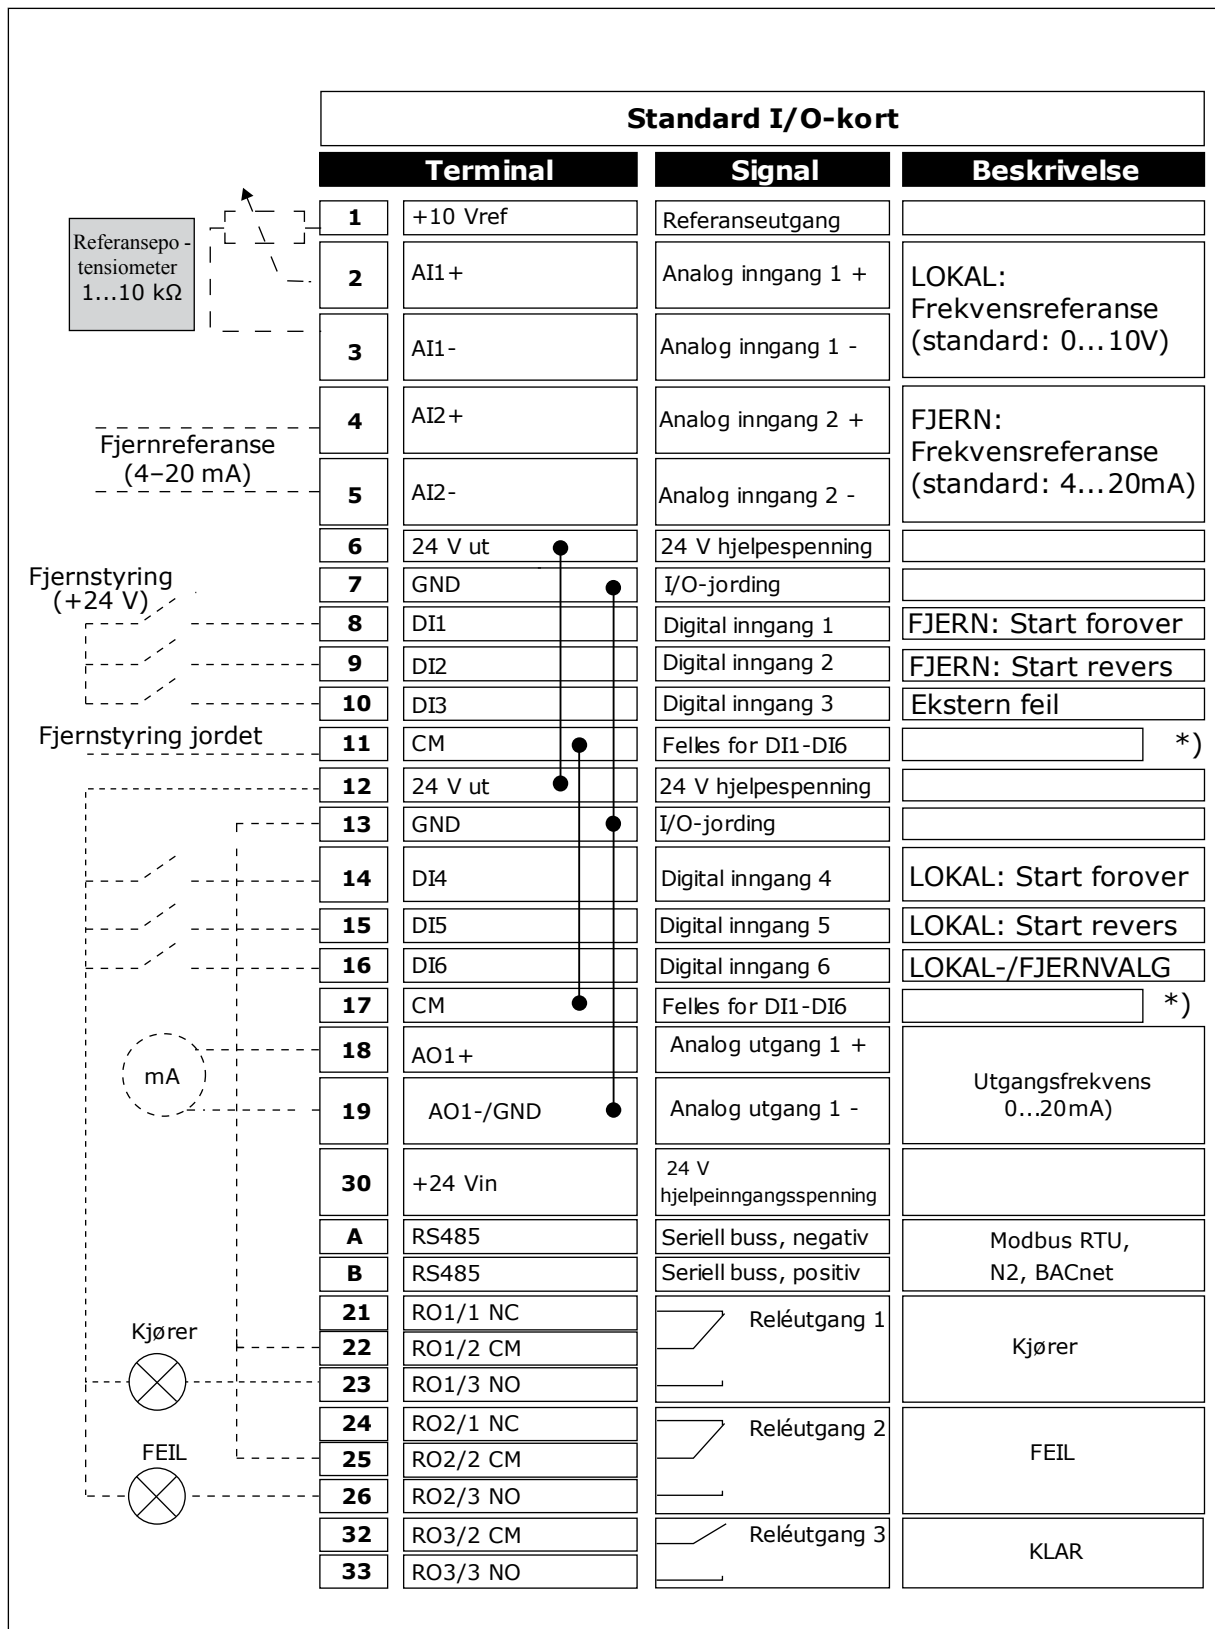 Standard I/O-kort
Terminal Signal Beskrivelse
Referansepo -
tensiometer
1...10 kΩ
1 +10 Vref Referanseutgang
2 AI1+ Analog inngang 1 +
3 AI1- Analog inngang 1 -
LOKAL:
Frekvensreferanse
(standard: 0...10V)
Fjernreferanse
(4–20 mA)
4 AI2+ Analog inngang 2 +
5 AI2- Analog inngang 2 -
FJERN:
Frekvensreferanse
(standard: 4...20mA)
6 24 V ut 24 V hjelpespenning
Fjernstyring
(+24 V)
7 GND I/O-jording
8 DI1 Digital inngang 1 FJERN: Start forover
9 DI2 Digital inngang 2 FJERN: Start revers
10 DI3 Digital inngang 3 Ekstern feil
Fjernstyring jordet
11 CM Felles for DI1-DI6 *)
12 24 V ut 24 V hjelpespenning
13 GND I/O-jording
14 DI4 Digital inngang 4 LOKAL: Start forover
15 DI5 Digital inngang 5 LOKAL: Start revers
16 DI6 Digital inngang 6 LOKAL-/FJERNVALG
17 CM Felles for DI1-DI6 *)
mA
18 AO1+ Analog utgang 1 +
19 AO1-/GND Analog utgang 1 -
Utgangsfrekvens
0...20mA)
30 +24 Vin 24 V
hjelpeinngangsspenning
A RS485 Seriell buss, negativ
B RS485 Seriell buss, positiv
Modbus RTU,
N2, BACnet
Kjører
21 RO1/1 NC Reléutgang 1
22 RO1/2 CM Kjører
23 RO1/3 NO
FEIL
24 RO2/1 NC Reléutgang 2
25 RO2/2 CM FEIL
26 RO2/3 NO
32 RO3/2 CM Reléutgang 3
33 RO3/3 NO
KLAR